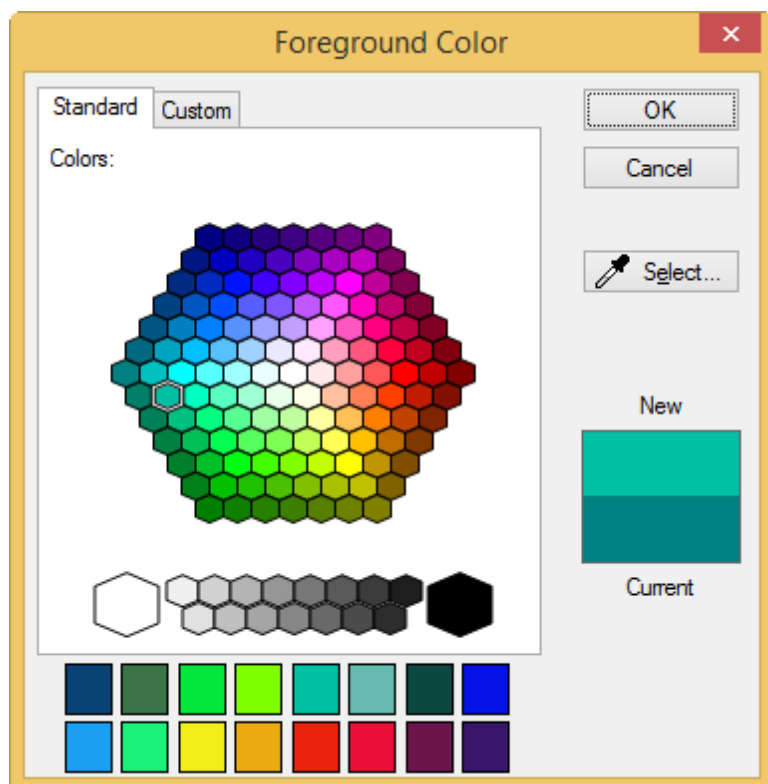 Foreground Color
Standard
Custom
Colors:
OK
Cancel
Select...
New
Current